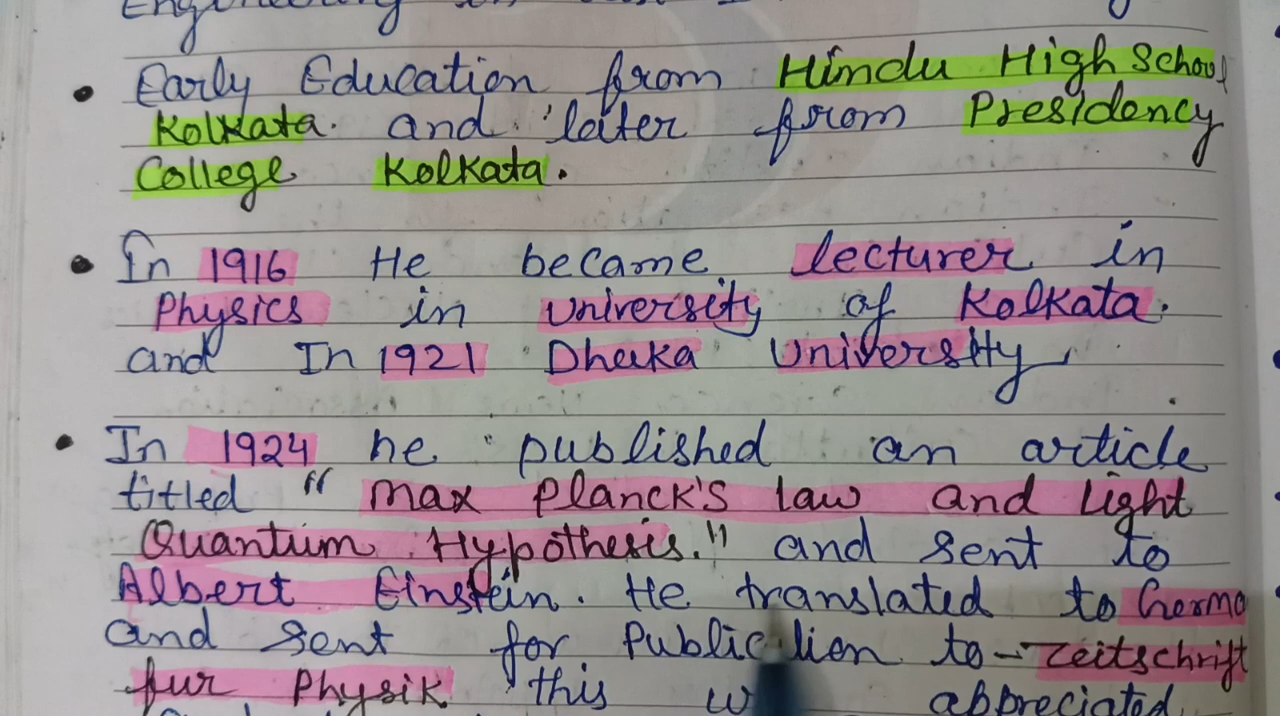 Engineering in
• Early Education from Hindu High School
Kolkata. and later from Presidency
College Kolkata.
• In 1916 He became lecturer in
Physics in University of Kolkata.
and In 1921 Dhaka University
• In 1924 he published an article
titled "Max Planck's law and Light
Quantum Hypothesis." and sent to
Albert Einstein. He translated to Germa
and sent for Publication to - Zeitschrift
fur Physik this appreciated